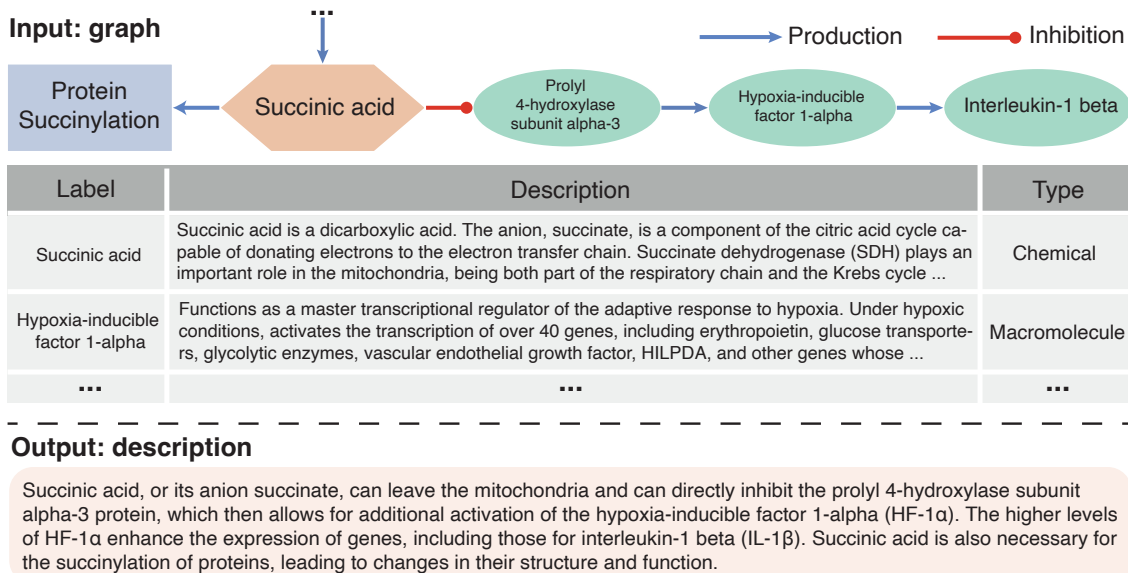 ...
Input: graph
Production
Inhibition
Protein
Succinylation
Succinic acid
Prolyl
4-hydroxylase
subunit alpha-3
Hypoxia-inducible
factor 1-alpha
Interleukin-1 beta
Label
Description
Type
Succinic acid
Succinic acid is a dicarboxylic acid. The anion, succinate, is a component of the citric acid cycle ca-
pable of donating electrons to the electron transfer chain. Succinate dehydrogenase (SDH) plays an
important role in the mitochondria, being both part of the respiratory chain and the Krebs cycle ...
Chemical
Hypoxia-inducible
factor 1-alpha
Functions as a master transcriptional regulator of the adaptive response to hypoxia. Under hypoxic
conditions, activates the transcription of over 40 genes, including erythropoietin, glucose transporte-
rs, glycolytic enzymes, vascular endothelial growth factor, HILPDA, and other genes whose ...
Macromolecule
...
...
...
Output: description
Succinic acid, or its anion succinate, can leave the mitochondria and can directly inhibit the prolyl 4-hydroxylase subunit
alpha-3 protein, which then allows for additional activation of the hypoxia-inducible factor 1-alpha (HF-1α). The higher levels
of HF-1α enhance the expression of genes, including those for interleukin-1 beta (IL-1β). Succinic acid is also necessary for
the succinylation of proteins, leading to changes in their structure and function.